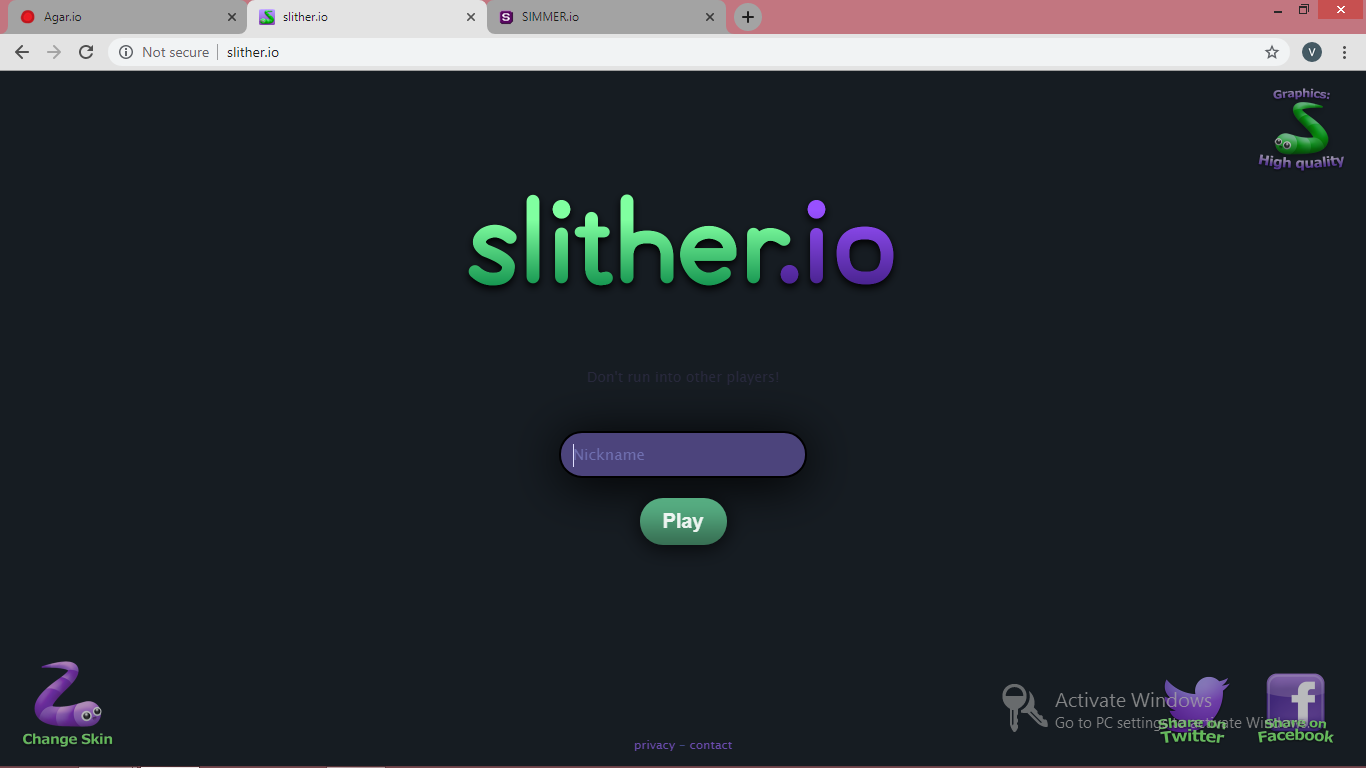 Agar.io
slither.io
SIMMER.io
Not secure
slither.io
V
Graphics:
High quality
slither.io
Don't run into other players!
Nickname
Play
Change Skin
Activate Windows
Go to PC settings to activate Windows.
Share on
Twitter
Share on
Facebook
privacy - contact